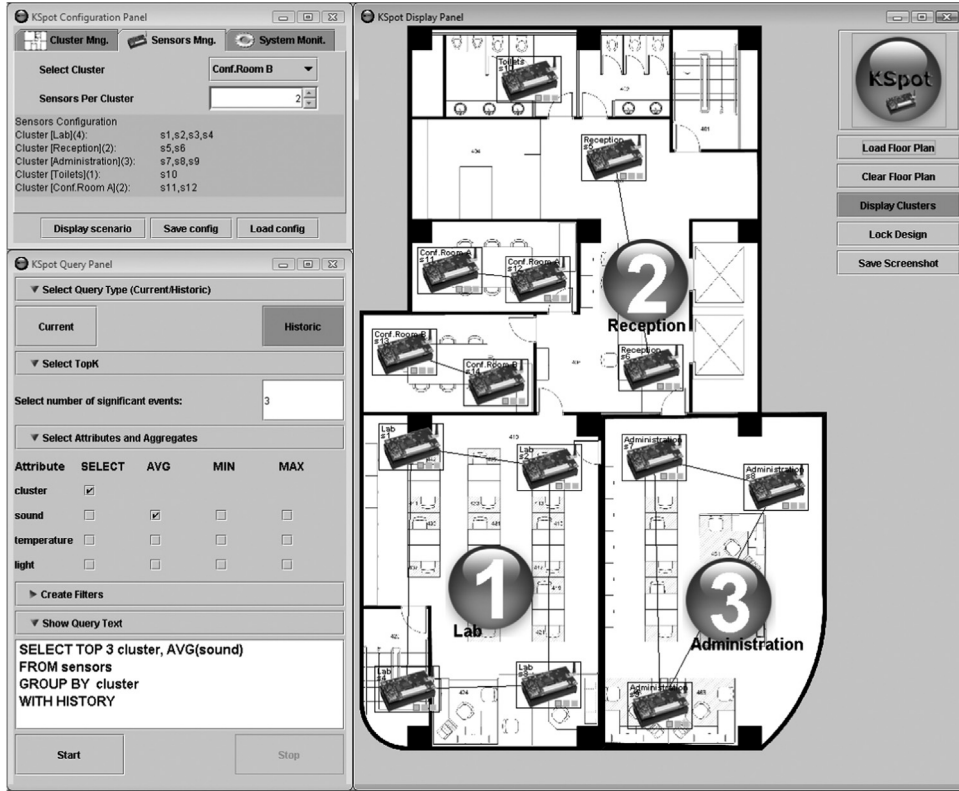 KSpot Configuration Panel
Cluster Mng. Sensors Mng. System Monit.
Select Cluster Conf.Room B
Sensors Per Cluster 2
Sensors Configuration
Cluster [Lab](4): s1,s2,s3,s4
Cluster [Reception](2): s5,s6
Cluster [Administration](3): s7,s8,s9
Cluster [Toilets](1): s10
Cluster [Conf.Room A](2): s11,s12
Display scenario Save config Load config
KSpot Query Panel
Select Query Type (Current/Historic)
Current Historic
Select TopK
Select number of significant events: 3
Select Attributes and Aggregates
Attribute SELECT AVG MIN MAX
cluster
sound
temperature
light
Create Filters
Show Query Text
SELECT TOP 3 cluster, AVG(sound)
FROM sensors
GROUP BY cluster
WITH HISTORY
Start Stop
KSpot Display Panel
Toilets
s10
Reception
s5
Conf.Room A
s11
Conf.Room A
s12
2
Reception
Conf.Room B
s13
Conf.Room B
s14
Reception
s6
Lab
s1
Lab
s2
Administration
s7
Administration
s8
1
Lab
3
Administration
Lab
s4
Lab
Administration
KSpot
Load Floor Plan
Clear Floor Plan
Display Clusters
Lock Design
Save Screenshot